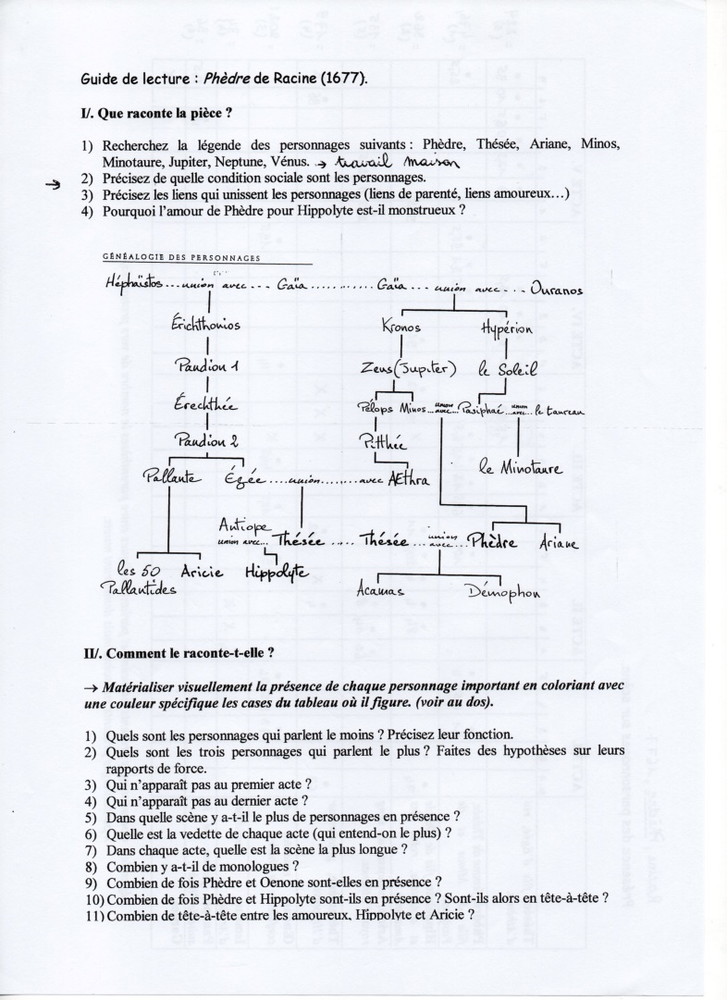 Guide de lecture : Phèdre de Racine (1677).
I/. Que raconte la pièce ?
1) Recherchez la légende des personnages suivants : Phèdre, Thésée, Ariane, Minos,
Minotaure, Jupiter, Neptune, Vénus. → travail maison
→ 2) Précisez de quelle condition sociale sont les personnages.
3) Précisez les liens qui unissent les personnages (liens de parenté, liens amoureux…)
4) Pourquoi l'amour de Phèdre pour Hippolyte est-il monstrueux ?
GÉNÉALOGIE DES PERSONNAGES
Héphaïstos ... union avec ... Gaïa ............ Gaïa ... union avec ... Ouranos
Érichthonios Kronos Hypérion
Pandion 1 Zeus (Jupiter) le Soleil
Érechthée Pélops Minos ... union avec ... Pasiphaé ... union avec ... le taureau
Pandion 2 Pitthée
le Minotaure
Pallante Égée .... union ........ avec AEthra
Antiope
union avec... Thésée ..... Thésée ... union avec ... Phèdre Ariane
les 50 Aricie Hippolyte
Pallantides Acamas Démophon
II/. Comment le raconte-t-elle ?
→ Matérialiser visuellement la présence de chaque personnage important en coloriant avec
une couleur spécifique les cases du tableau où il figure. (voir au dos).
1) Quels sont les personnages qui parlent le moins ? Précisez leur fonction.
2) Quels sont les trois personnages qui parlent le plus ? Faites des hypothèses sur leurs
rapports de force.
3) Qui n'apparaît pas au premier acte ?
4) Qui n'apparaît pas au dernier acte ?
5) Dans quelle scène y a-t-il le plus de personnages en présence ?
6) Quelle est la vedette de chaque acte (qui entend-on le plus) ?
7) Dans chaque acte, quelle est la scène la plus longue ?
8) Combien y a-t-il de monologues ?
9) Combien de fois Phèdre et Oenone sont-elles en présence ?
10) Combien de fois Phèdre et Hippolyte sont-ils en présence ? Sont-ils alors en tête-à-tête ?
11) Combien de tête-à-tête entre les amoureux, Hippolyte et Aricie ?